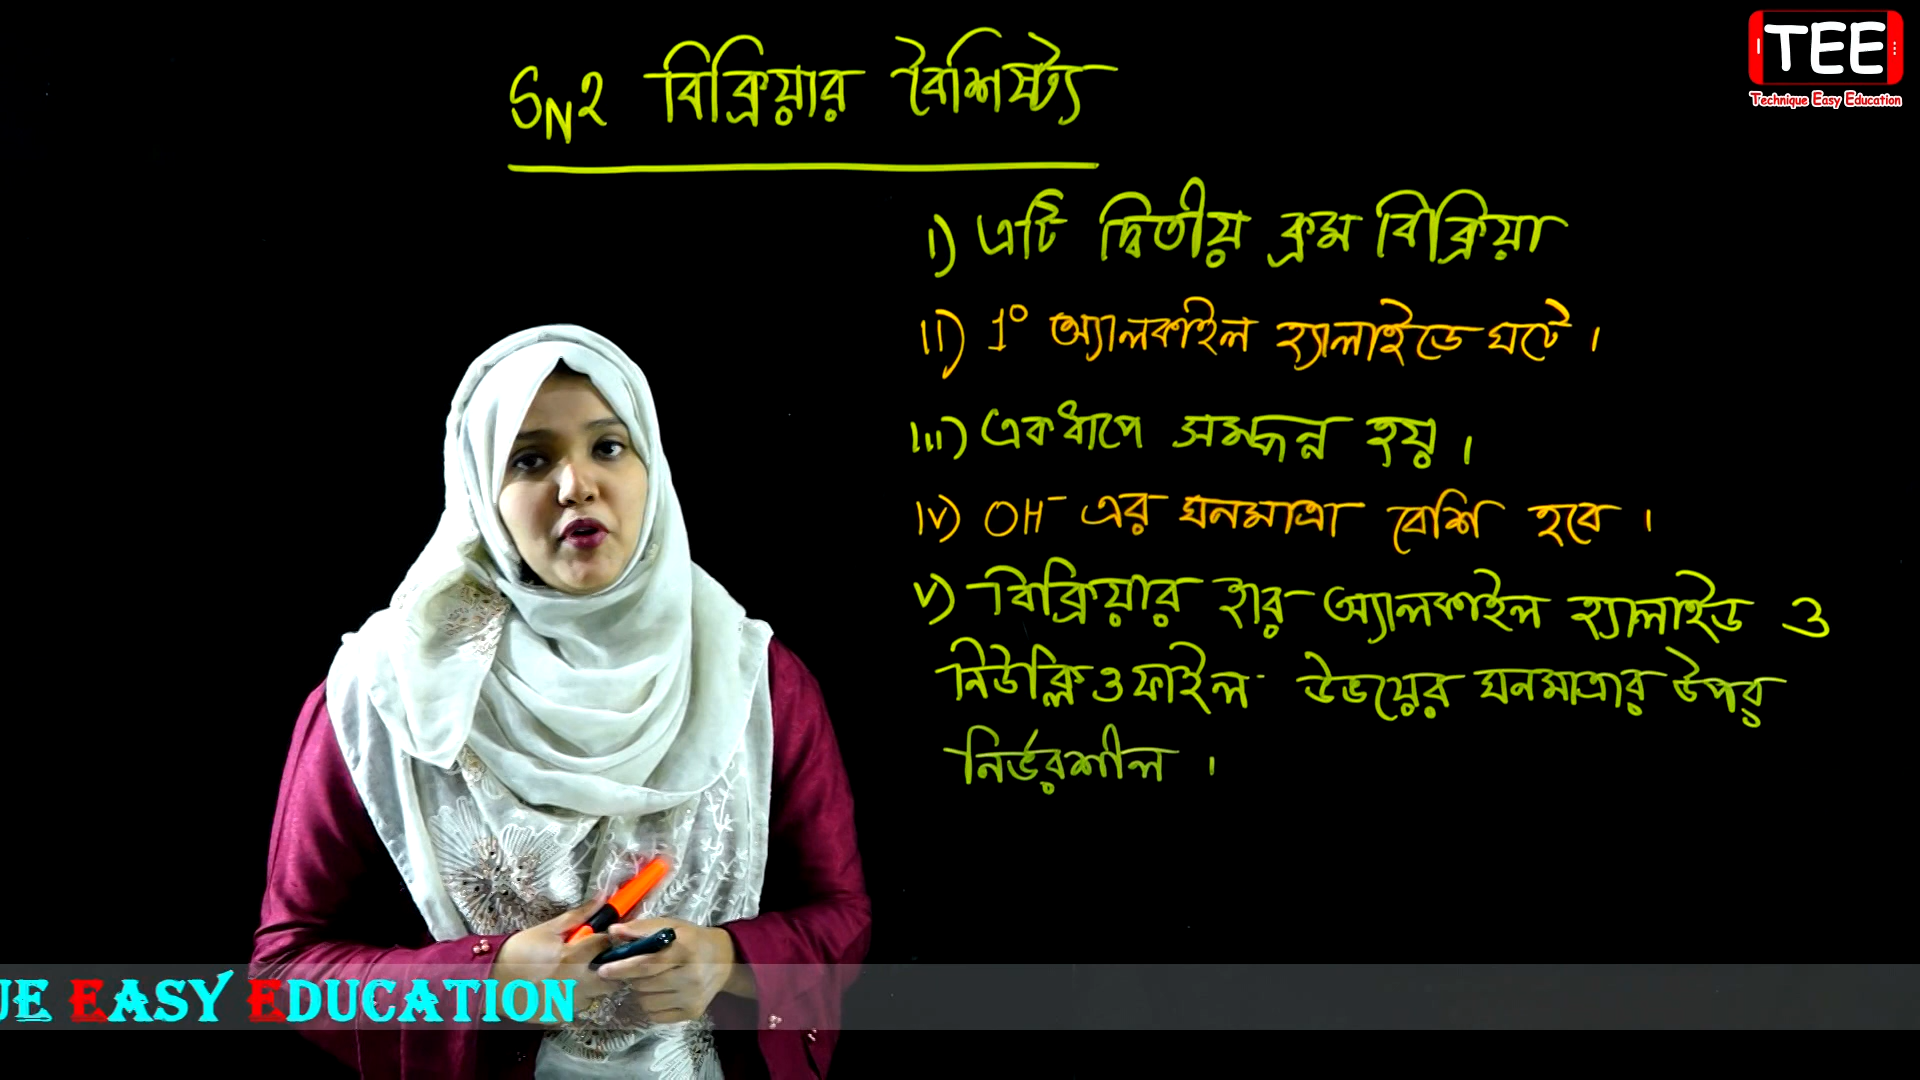 SN2 বিক্রিয়ার বৈশিষ্ট্য
TEE
Technique Easy Education
i) এটি দ্বিতীয় ক্রম বিক্রিয়া
ii) 1° অ্যালকাইল হ্যালাইডে ঘটে।
iii) একধাপে সম্পন্ন হয়।
iv) OH⁻ এর ঘনমাত্রা বেশি হবে।
v) বিক্রিয়ার হার অ্যালকাইল হ্যালাইড ও
নিউক্লিওফাইল উভয়ের ঘনমাত্রার উপর
নির্ভরশীল।
UE EASY EDUCATION